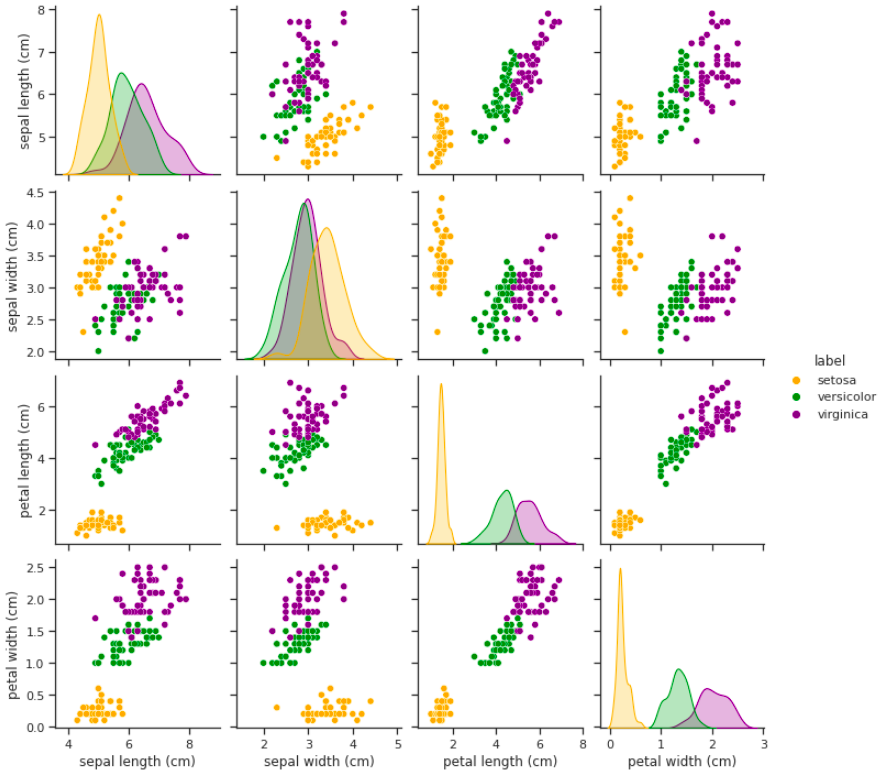 8
7
6
5
sepal length (cm)
4.5
4.0
3.5
3.0
2.5
2.0
sepal width (cm)
label
setosa
versicolor
virginica
6
4
2
petal length (cm)
2.5
2.0
1.5
1.0
0.5
0.0
petal width (cm)
4 6 8
2 3 4 5
2 4 6 8
0 1 2 3
sepal length (cm)
sepal width (cm)
petal length (cm)
petal width (cm)